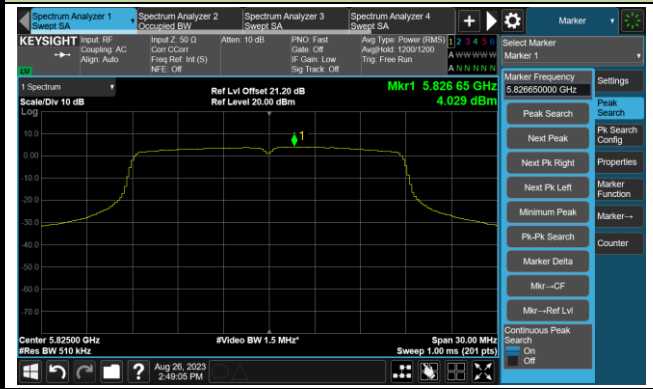 Spectrum Analyzer 1
Swept SA
Spectrum Analyzer 2
Occupied BW
Spectrum Analyzer 3
Swept SA
Spectrum Analyzer 4
Swept SA
Marker
KEYSIGHT
Input: RF
Coupling: AC
Align: Auto
Input Z: 50 Ω
Corr CCorr
Freq Ref: Int (S)
NFE: Off
Atten: 10 dB
PNO: Fast
Gate: Off
IF Gain: Low
Sig Track: Off
Avg Type: Power (RMS)
Avg|Hold: 1200/1200
Trig: Free Run
1 2 3 4 5 6
A W W W W W
A N N N N N
Select Marker
Marker 1
1 Spectrum
Scale/Div 10 dB
Log
Ref Lvl Offset 21.20 dB
Ref Level 20.00 dBm
Mkr1 5.826 65 GHz
4.029 dBm
1
10.0
0.00
-10.0
-20.0
-30.0
-40.0
-50.0
-60.0
-70.0
Center 5.82500 GHz
#Res BW 510 kHz
#Video BW 1.5 MHz*
Span 30.00 MHz
Sweep 1.00 ms (201 pts)
Marker Frequency
5.826650000 GHz
Peak Search
Next Peak
Next Pk Right
Next Pk Left
Minimum Peak
Pk-Pk Search
Marker Delta
Mkr→CF
Mkr→Ref Lvl
Continuous Peak
Search
On
Off
Settings
Peak
Search
Pk Search
Config
Properties
Marker
Function
Marker→
Counter
Aug 26, 2023
2:49:05 PM